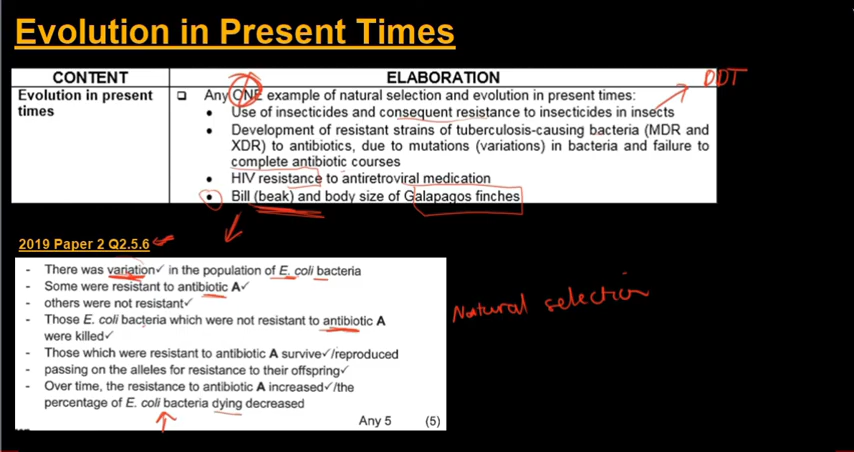 Evolution in Present Times
CONTENT ELABORATION
DDT
Evolution in present times
❑ Any ONE example of natural selection and evolution in present times:
• Use of insecticides and consequent resistance to insecticides in insects
• Development of resistant strains of tuberculosis-causing bacteria (MDR and
XDR) to antibiotics, due to mutations (variations) in bacteria and failure to
complete antibiotic courses
• HIV resistance to antiretroviral medication
• Bill (beak) and body size of Galapagos finches
2019 Paper 2 Q2.5.6
- There was variation✓ in the population of E. coli bacteria
- Some were resistant to antibiotic A✓
- others were not resistant✓
- Those E. coli bacteria which were not resistant to antibiotic A
were killed✓
- Those which were resistant to antibiotic A survive✓/reproduced
- passing on the alleles for resistance to their offspring✓
- Over time, the resistance to antibiotic A increased✓/the
percentage of E. coli bacteria dying decreased
Any 5 (5)
Natural selection